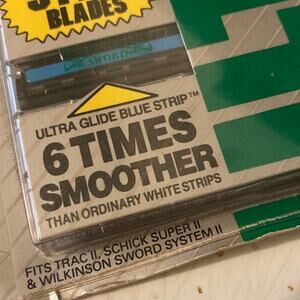 BLADES
SWORD
ULTRA GLIDE BLUE STRIP™
6 TIMES
SMOOTHER
THAN ORDINARY WHITE STRIPS
FITS TRAC II, SCHICK SUPER II
& WILKINSON SWORD SYSTEM II